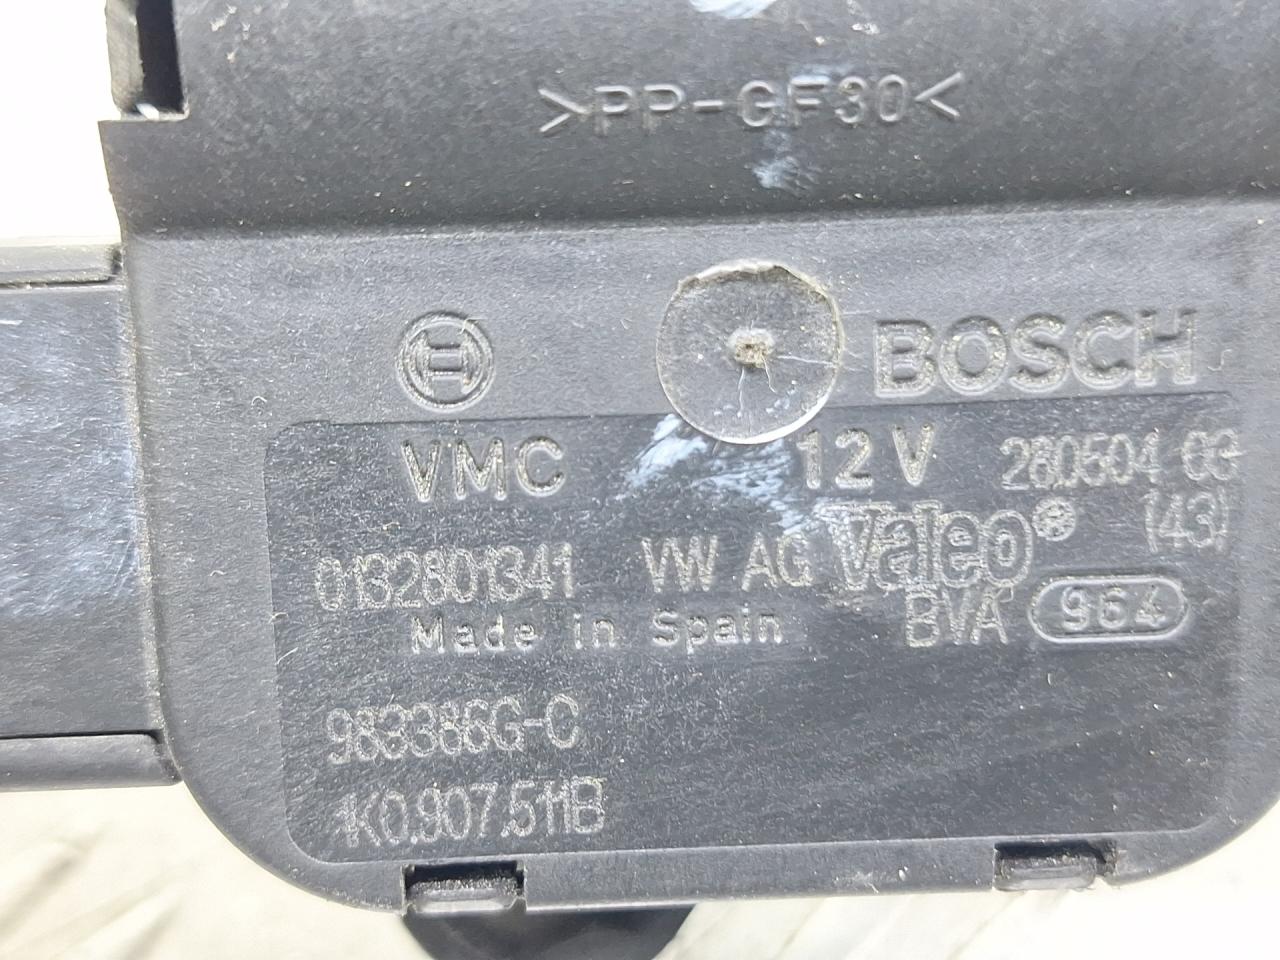 >PP-GF30<
BOSCH
VMC 12V 280504 03
0132801341 VW AG Valeo® (43)
Made in Spain BVA 964
983386G-C
1K0.907.511B